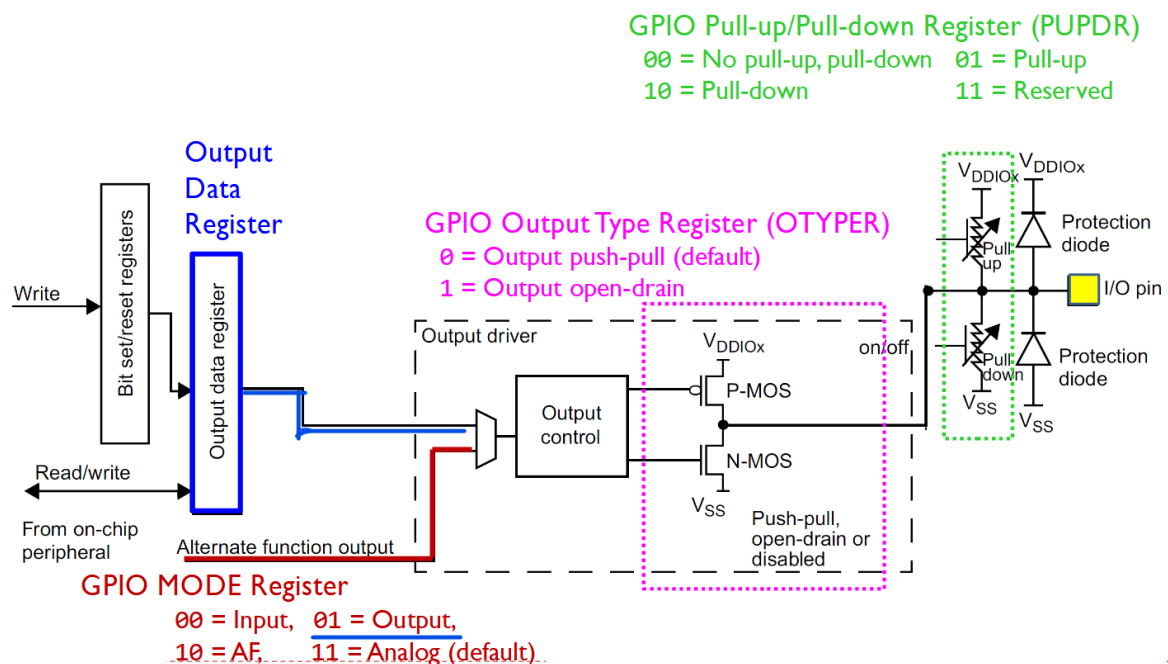 GPIO Pull-up/Pull-down Register (PUPDR)
00 = No pull-up, pull-down 01 = Pull-up
10 = Pull-down 11 = Reserved
Output
Data
Register
GPIO Output Type Register (OTYPER)
0 = Output push-pull (default)
1 = Output open-drain
VDDIOx
VDDIOx
Pull
up
Protection
diode
I/O pin
Pull
down
Protection
diode
VSS
VSS
Write
Bit set/reset registers
Output data register
Read/write
From on-chip
peripheral
Alternate function output
Output driver
VDDIOx
on/off
P-MOS
Output
control
N-MOS
VSS
Push-pull,
open-drain or
disabled
GPIO MODE Register
00 = Input, 01 = Output,
10 = AF, 11 = Analog (default)